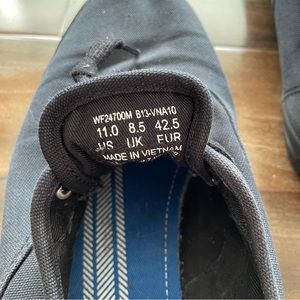 WF24700M B13-VNA10
11.0 8.5 42.5
US UK EUR
MADE IN VIETNAM